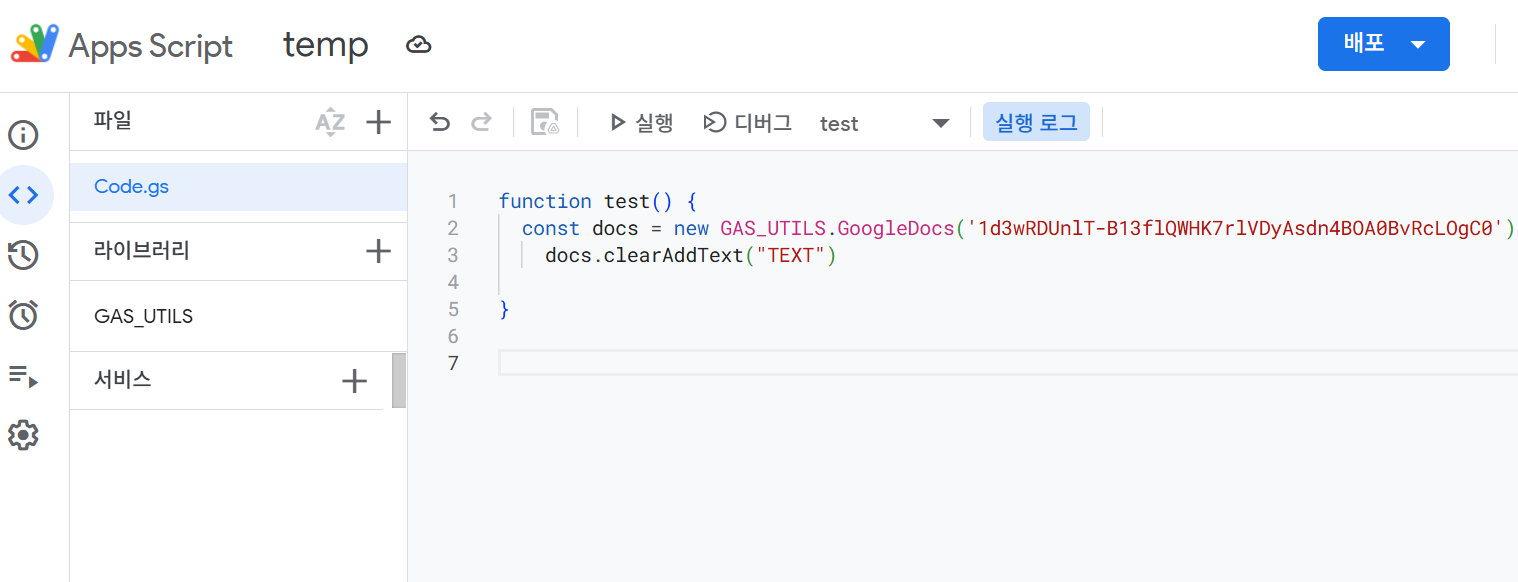 Apps Script temp 배포
파일 AZ
실행 디버그 test 실행 로그
Code.gs
라이브러리
GAS_UTILS
서비스
1 function test() {
2 const docs = new GAS_UTILS.GoogleDocs('1d3wRDUnlT-B13flQWHK7rlVDyAsdn4BOA0BvRcLOgC0')
3 docs.clearAddText("TEXT")
4
5 }
6
7